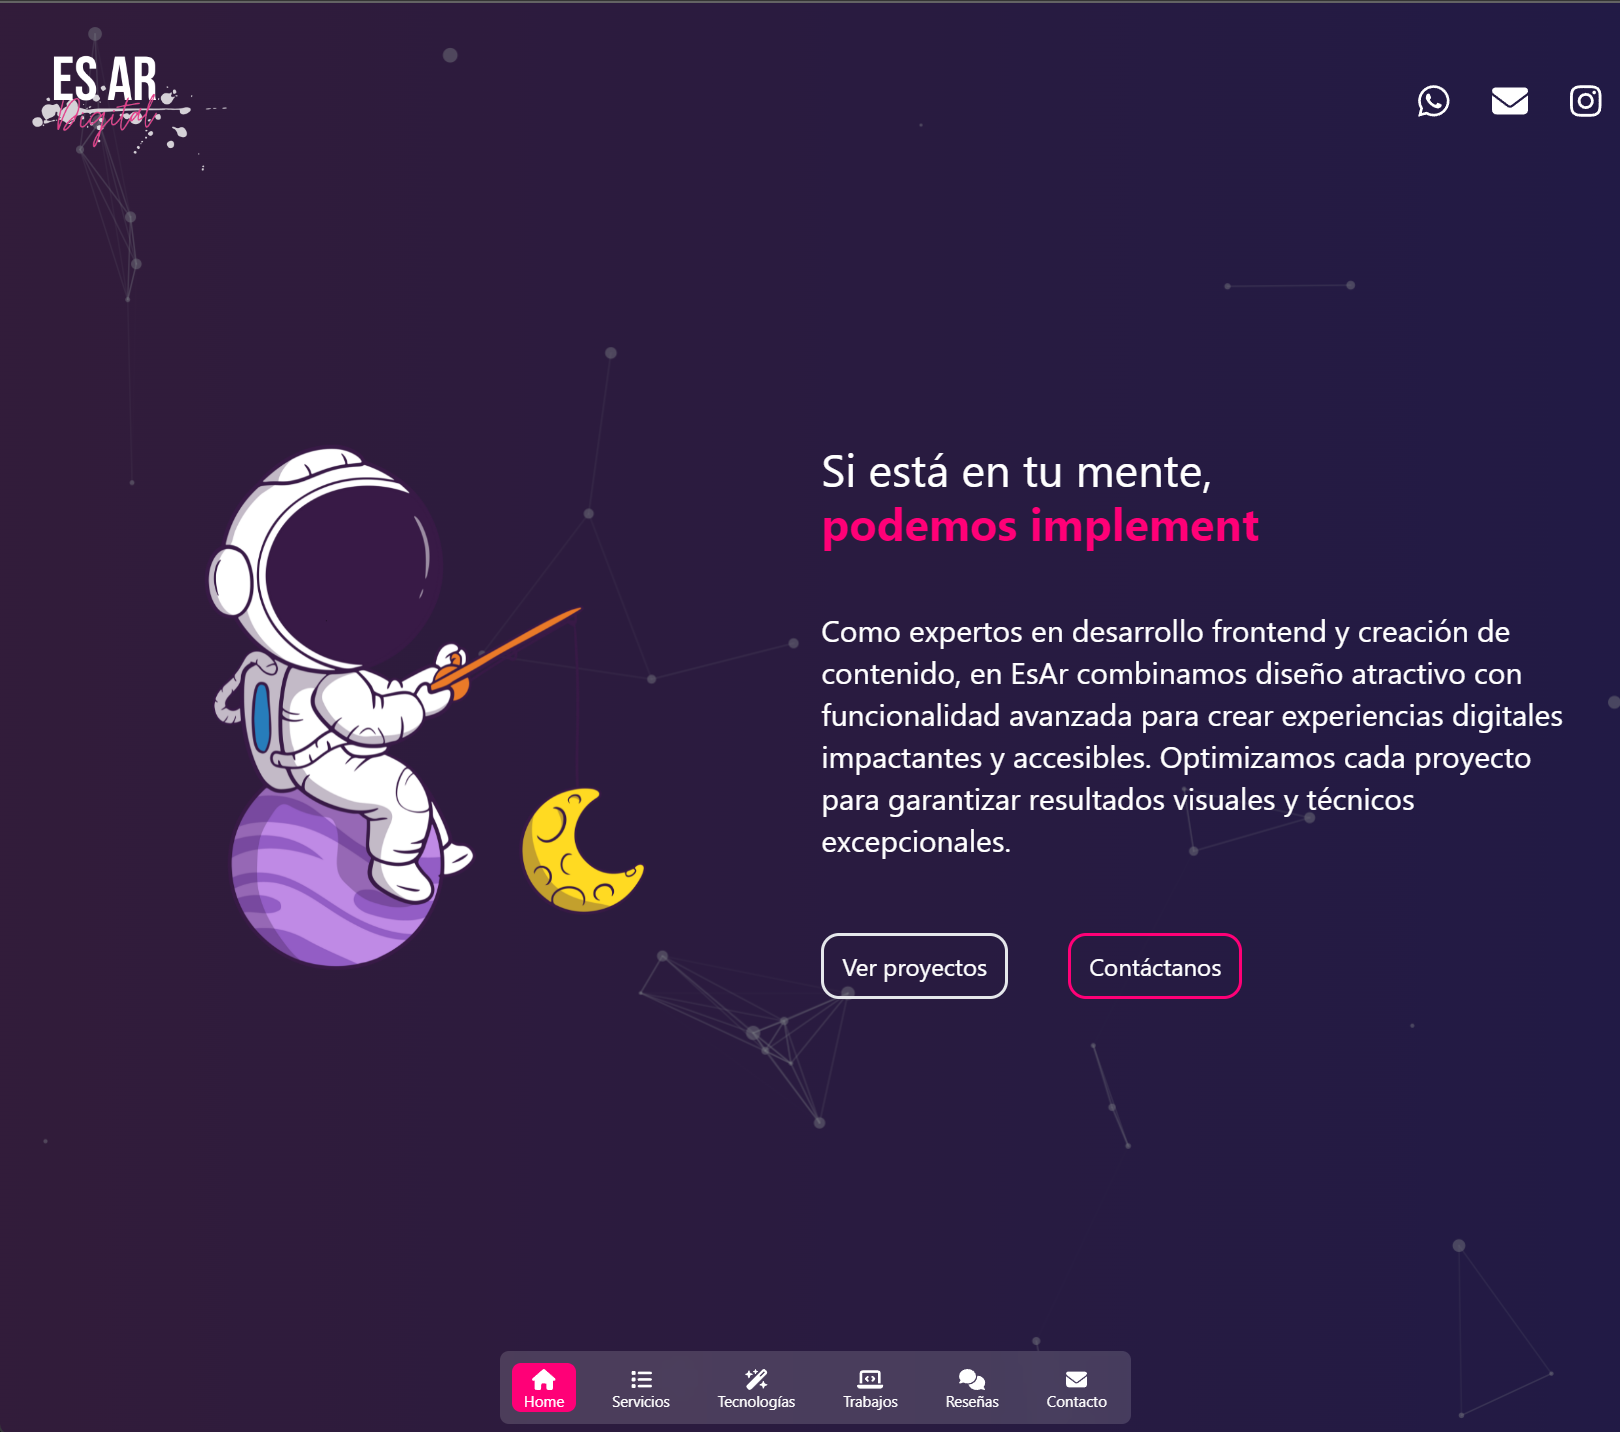 ES AR
Digital
Si está en tu mente,
podemos implement
Como expertos en desarrollo frontend y creación de
contenido, en EsAr combinamos diseño atractivo con
funcionalidad avanzada para crear experiencias digitales
impactantes y accesibles. Optimizamos cada proyecto
para garantizar resultados visuales y técnicos
excepcionales.
Ver proyectos
Contáctanos
Home
Servicios
Tecnologías
Trabajos
Reseñas
Contacto